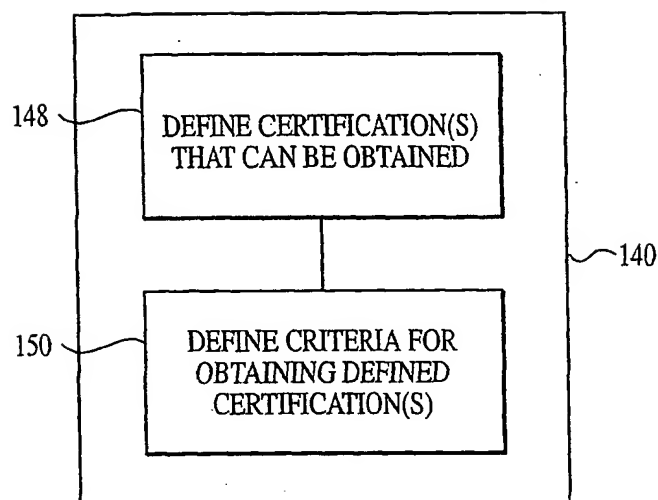 148
DEFINE CERTIFICATION(S)
THAT CAN BE OBTAINED
140
150
DEFINE CRITERIA FOR
OBTAINING DEFINED
CERTIFICATION(S)